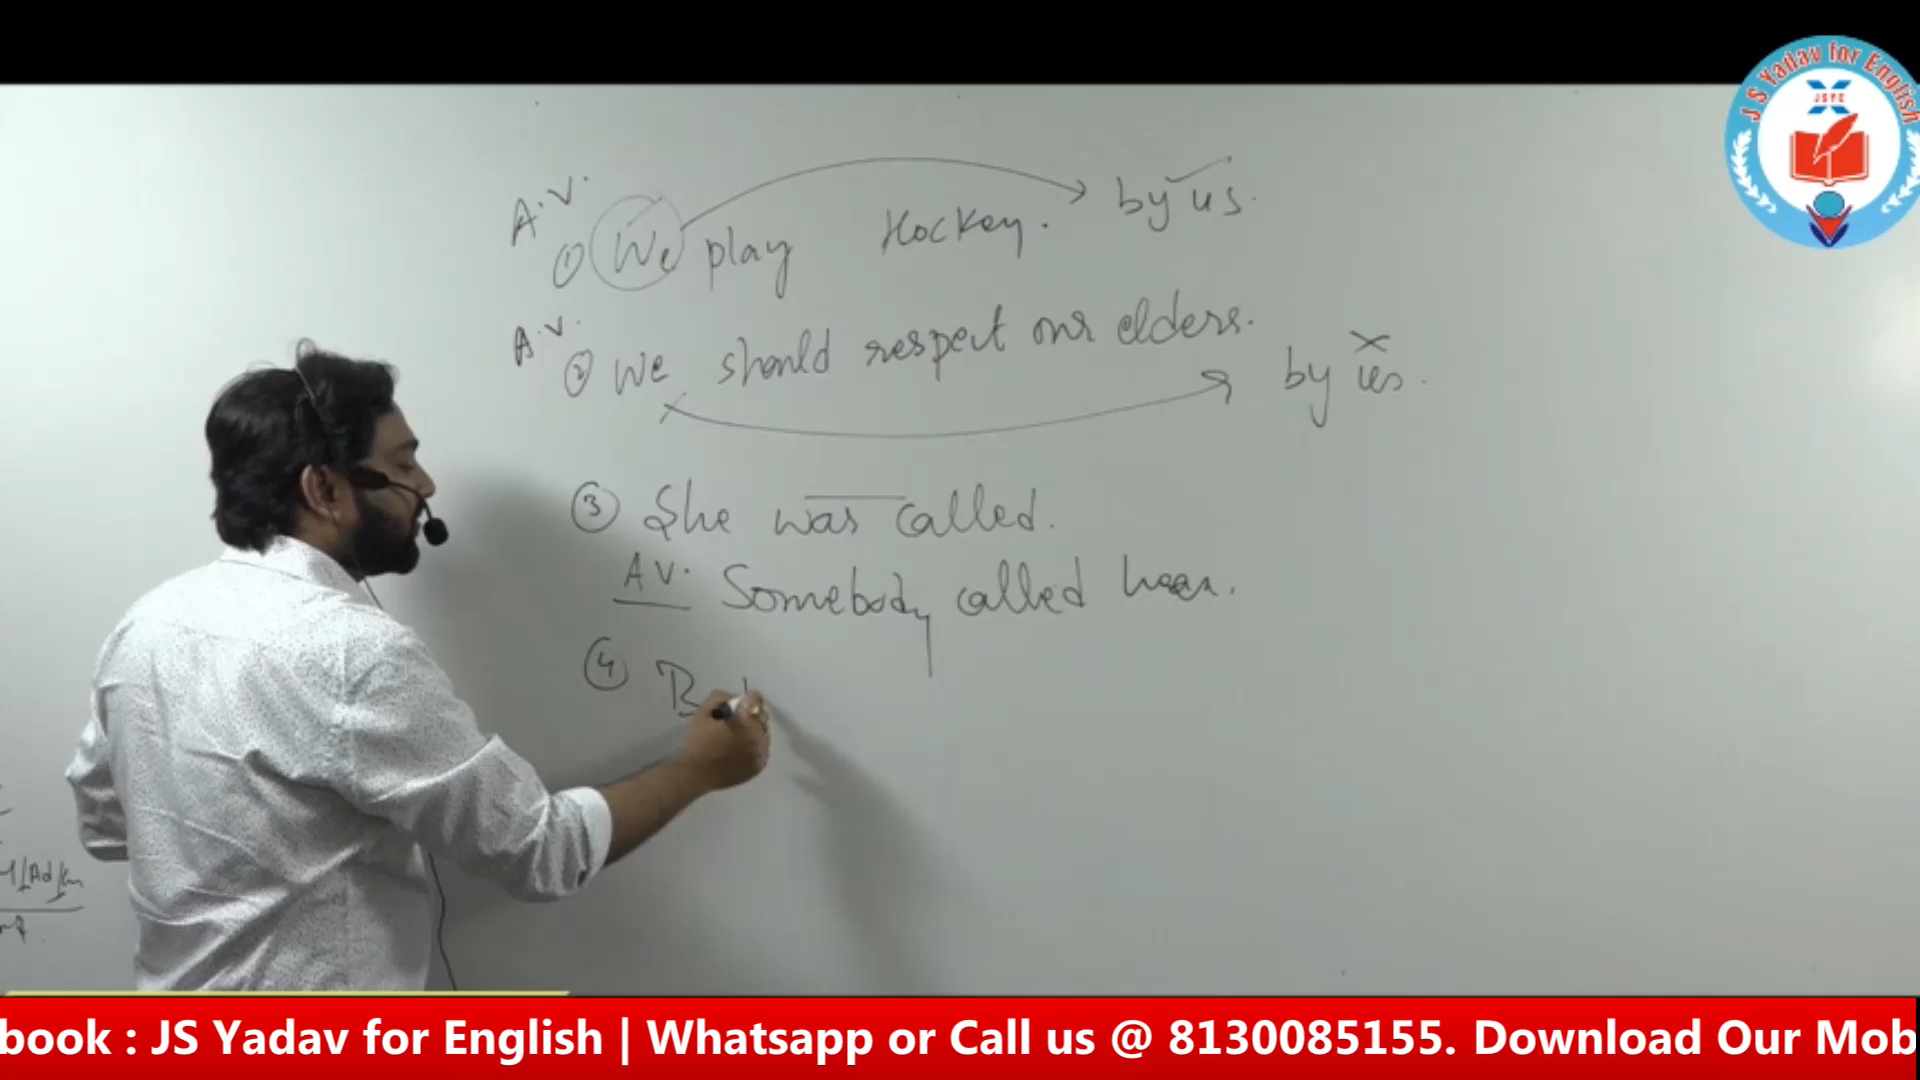 J S Yadav for English
JSYE
A.V.
① We play Hockey. by us.
A.V.
② We should respect our elders. by us.
③ She was called.
A V. Somebody called her.
④ B
book : JS Yadav for English | Whatsapp or Call us @ 8130085155. Download Our Mob